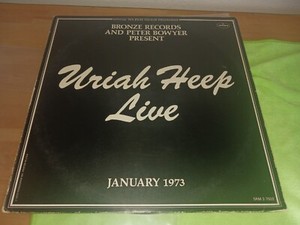 BRONZE RECORDS
AND PETER BOWYER
PRESENT
Uriah Heep
Live
JANUARY 1973